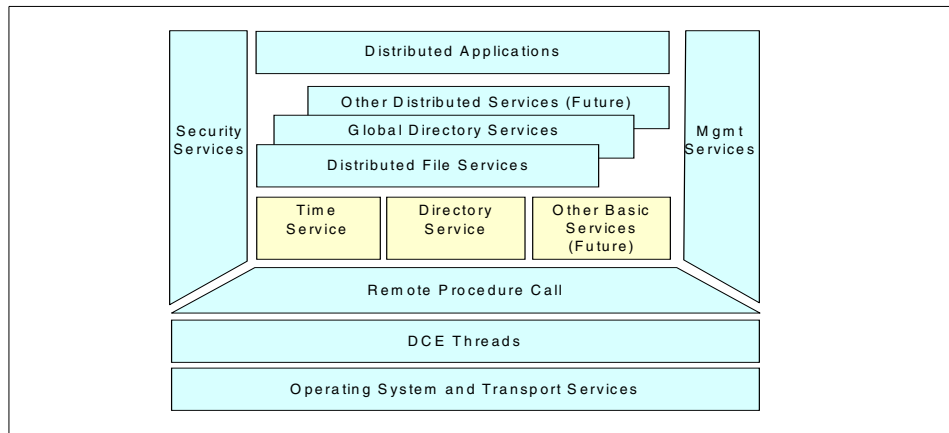 Distributed Applications
Other Distributed Services (Future)
Security
Services
Global Directory Services
Mgmt
Services
Distributed File Services
Time
Service
Directory
Service
Other Basic
Services
(Future)
Remote Procedure Call
DCE Threads
Operating System and Transport Services